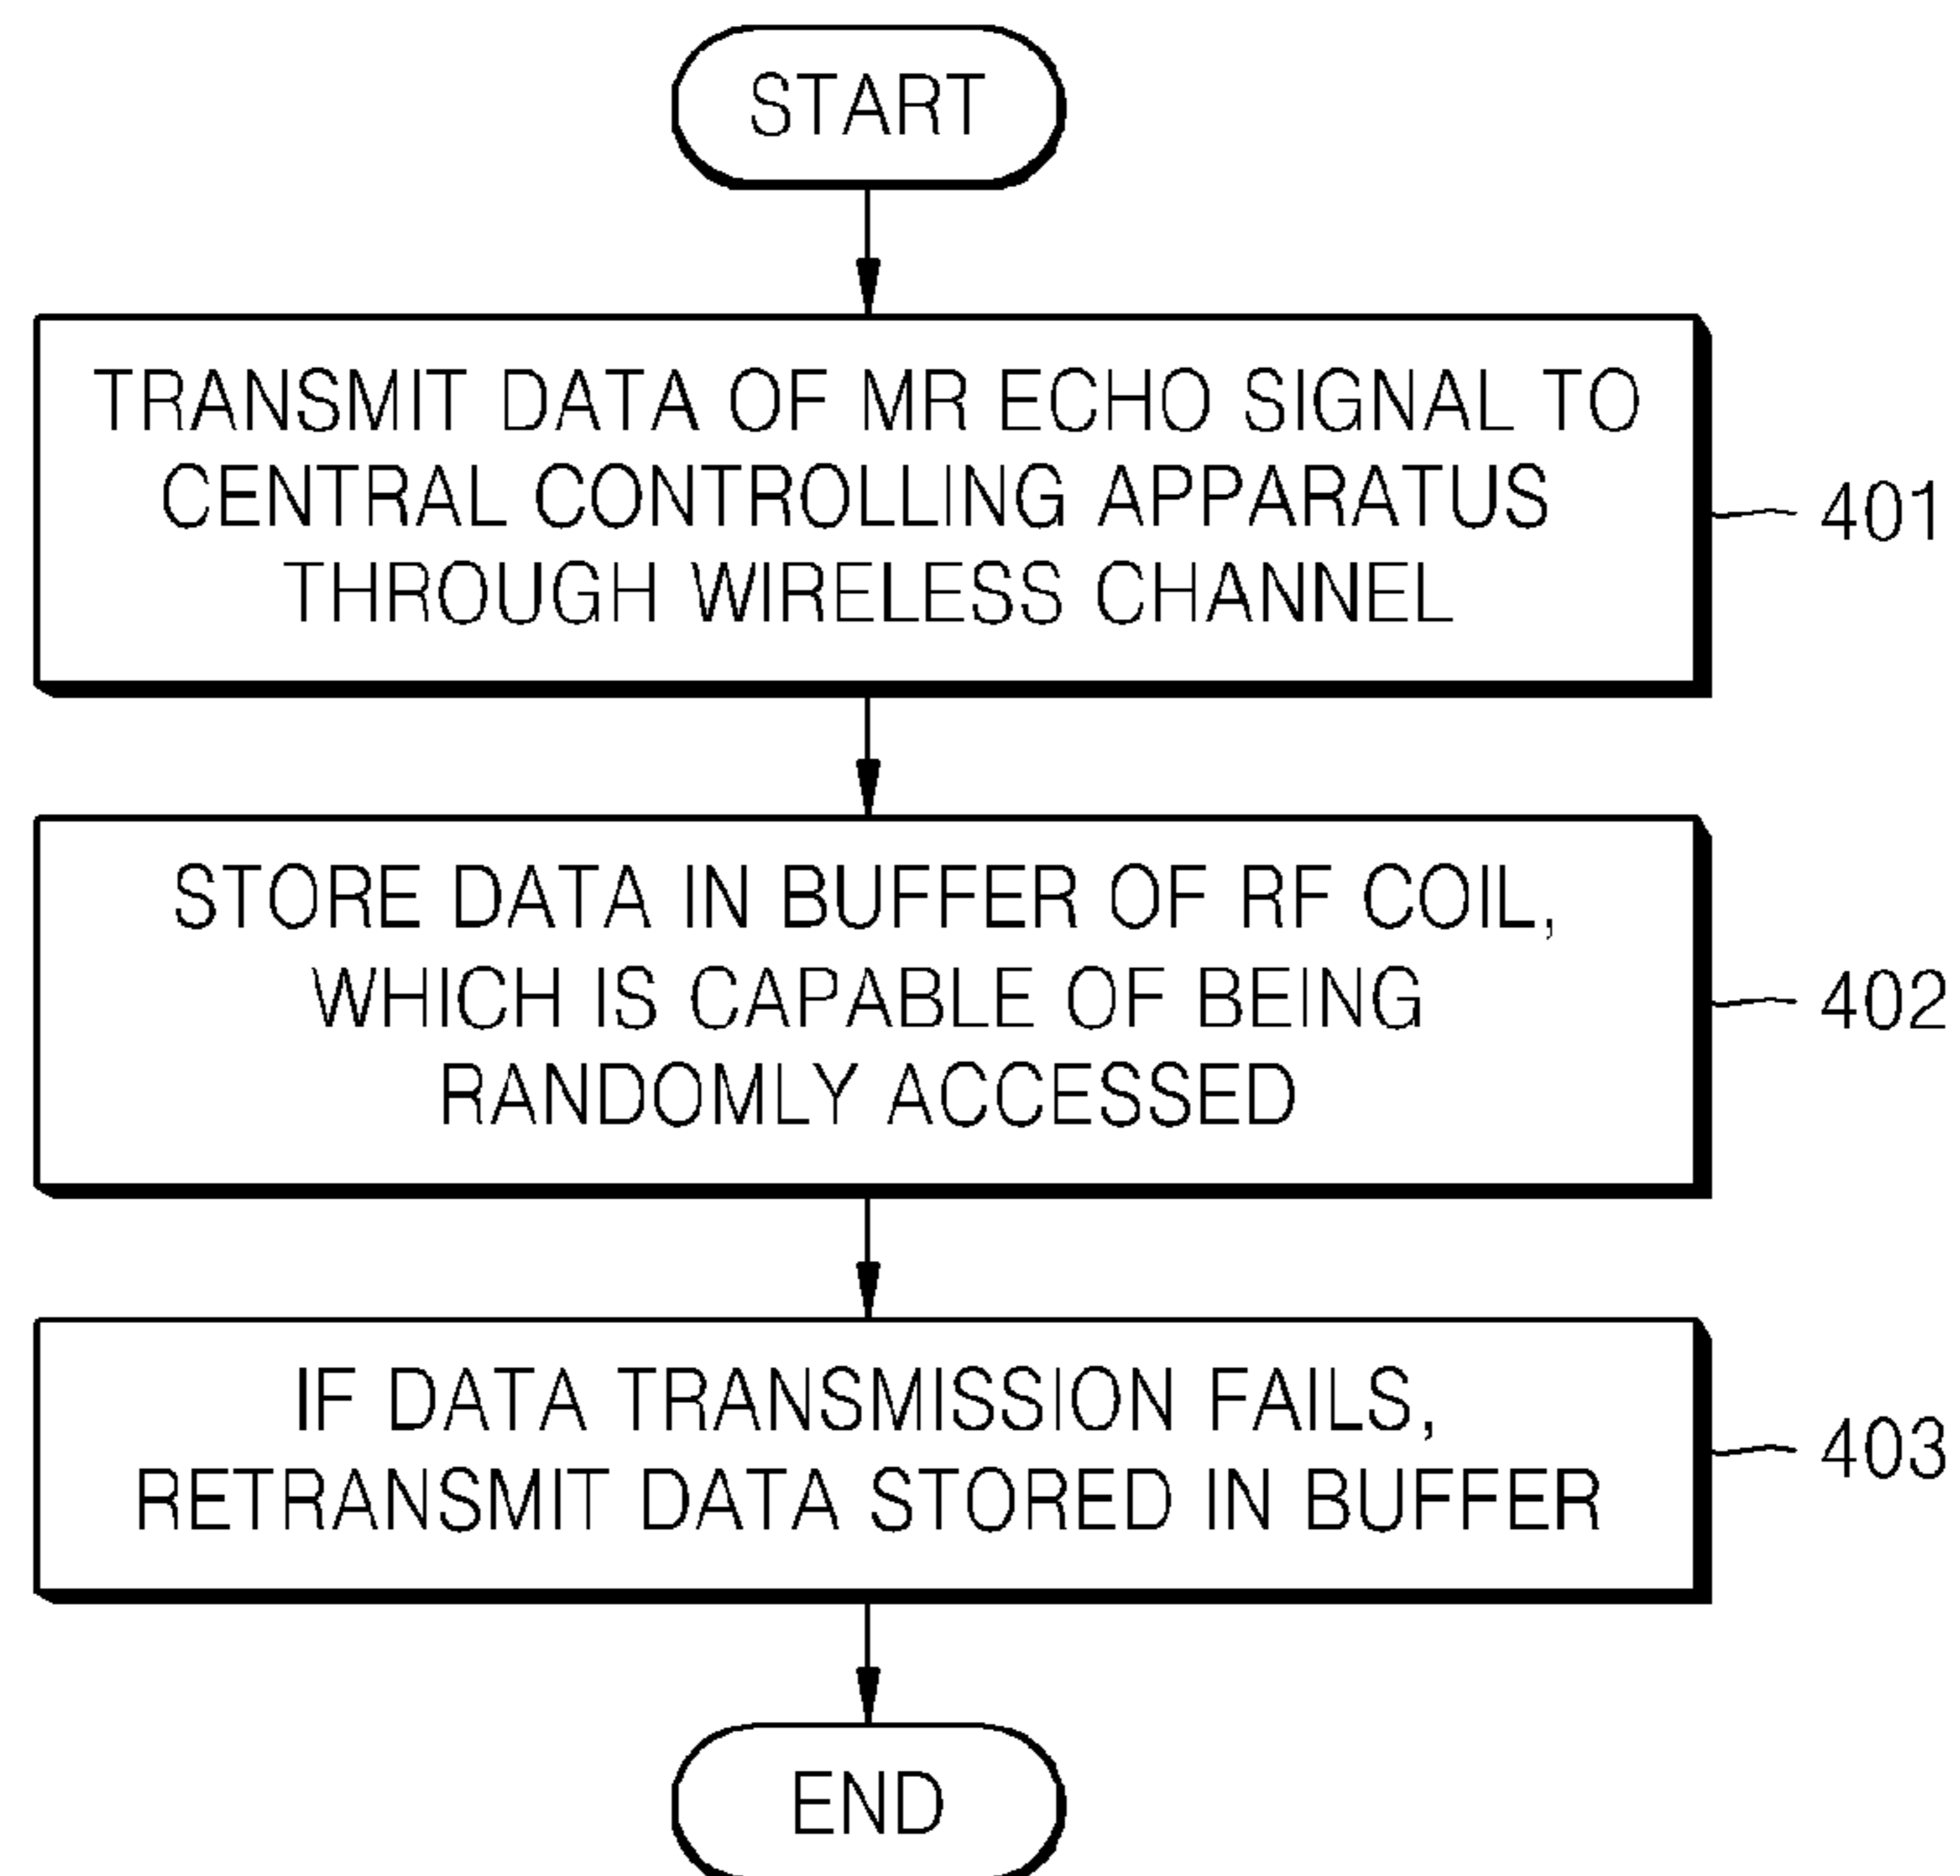 START
TRANSMIT DATA OF MR ECHO SIGNAL TO
CENTRAL CONTROLLING APPARATUS
THROUGH WIRELESS CHANNEL
401
STORE DATA IN BUFFER OF RF COIL,
WHICH IS CAPABLE OF BEING
RANDOMLY ACCESSED
402
IF DATA TRANSMISSION FAILS,
RETRANSMIT DATA STORED IN BUFFER
403
END